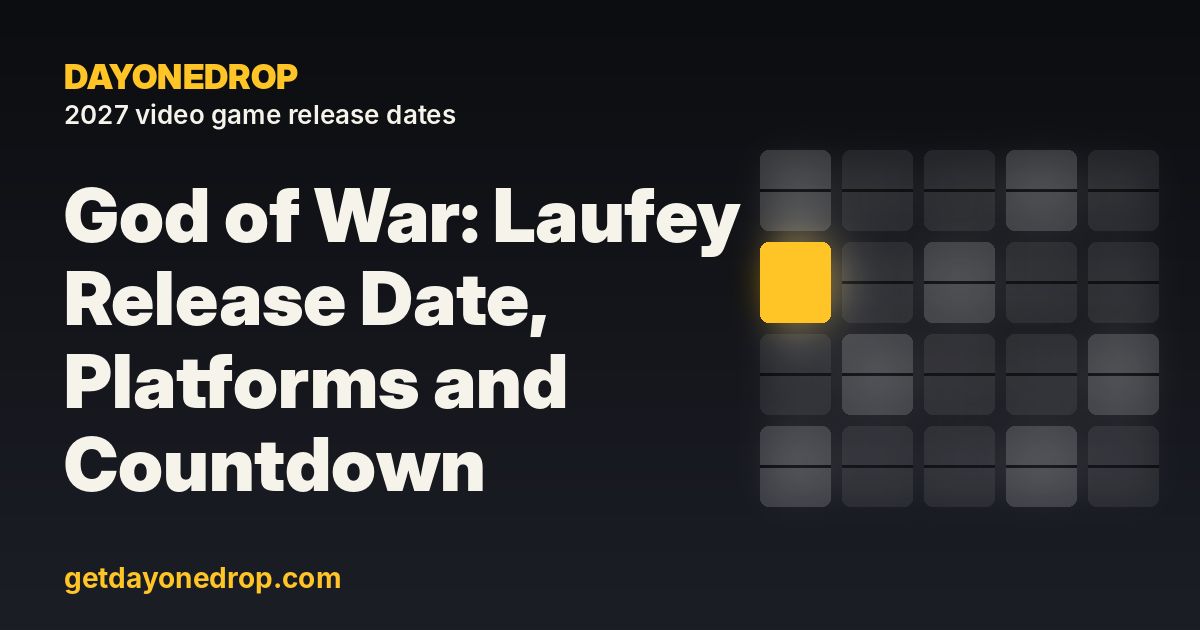 DAYONEDROP
2027 video game release dates
God of War: Laufey
Release Date,
Platforms and
Countdown
getdayonedrop.com